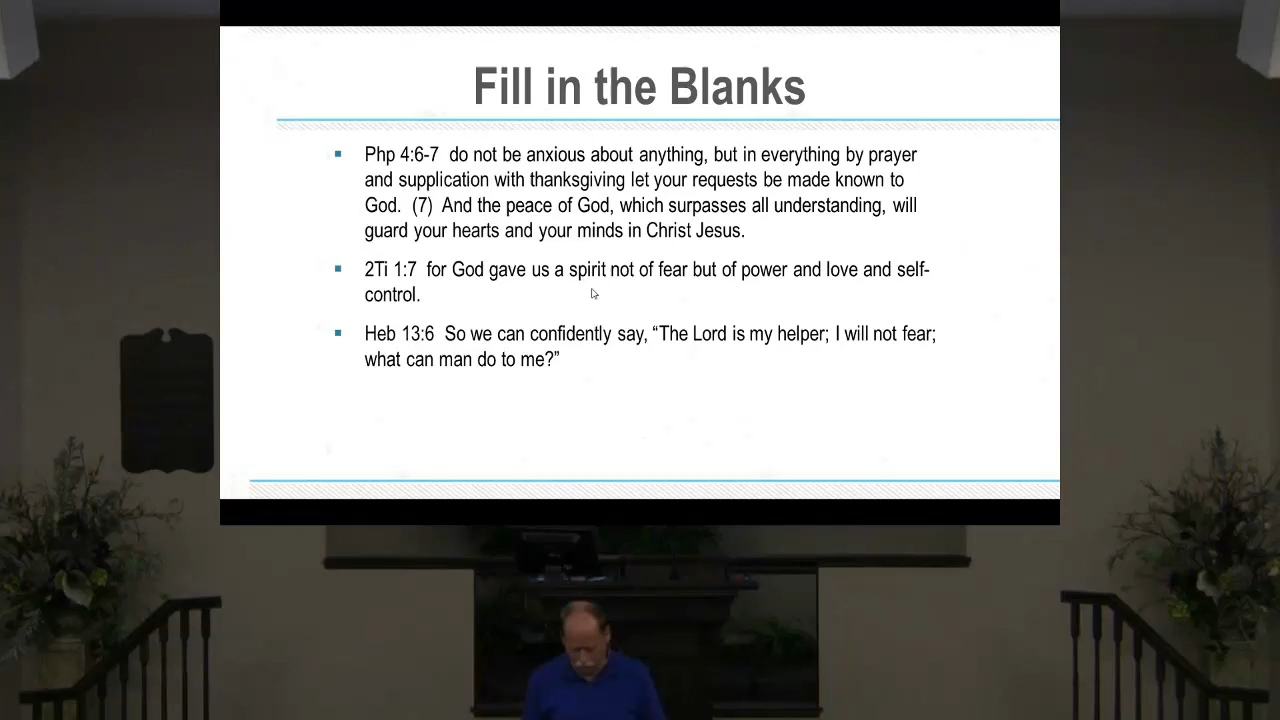 Fill in the Blanks
Php 4:6-7 do not be anxious about anything, but in everything by prayer
and supplication with thanksgiving let your requests be made known to
God. (7) And the peace of God, which surpasses all understanding, will
guard your hearts and your minds in Christ Jesus.
2Ti 1:7 for God gave us a spirit not of fear but of power and love and self-
control.
Heb 13:6 So we can confidently say, “The Lord is my helper; I will not fear;
what can man do to me?”